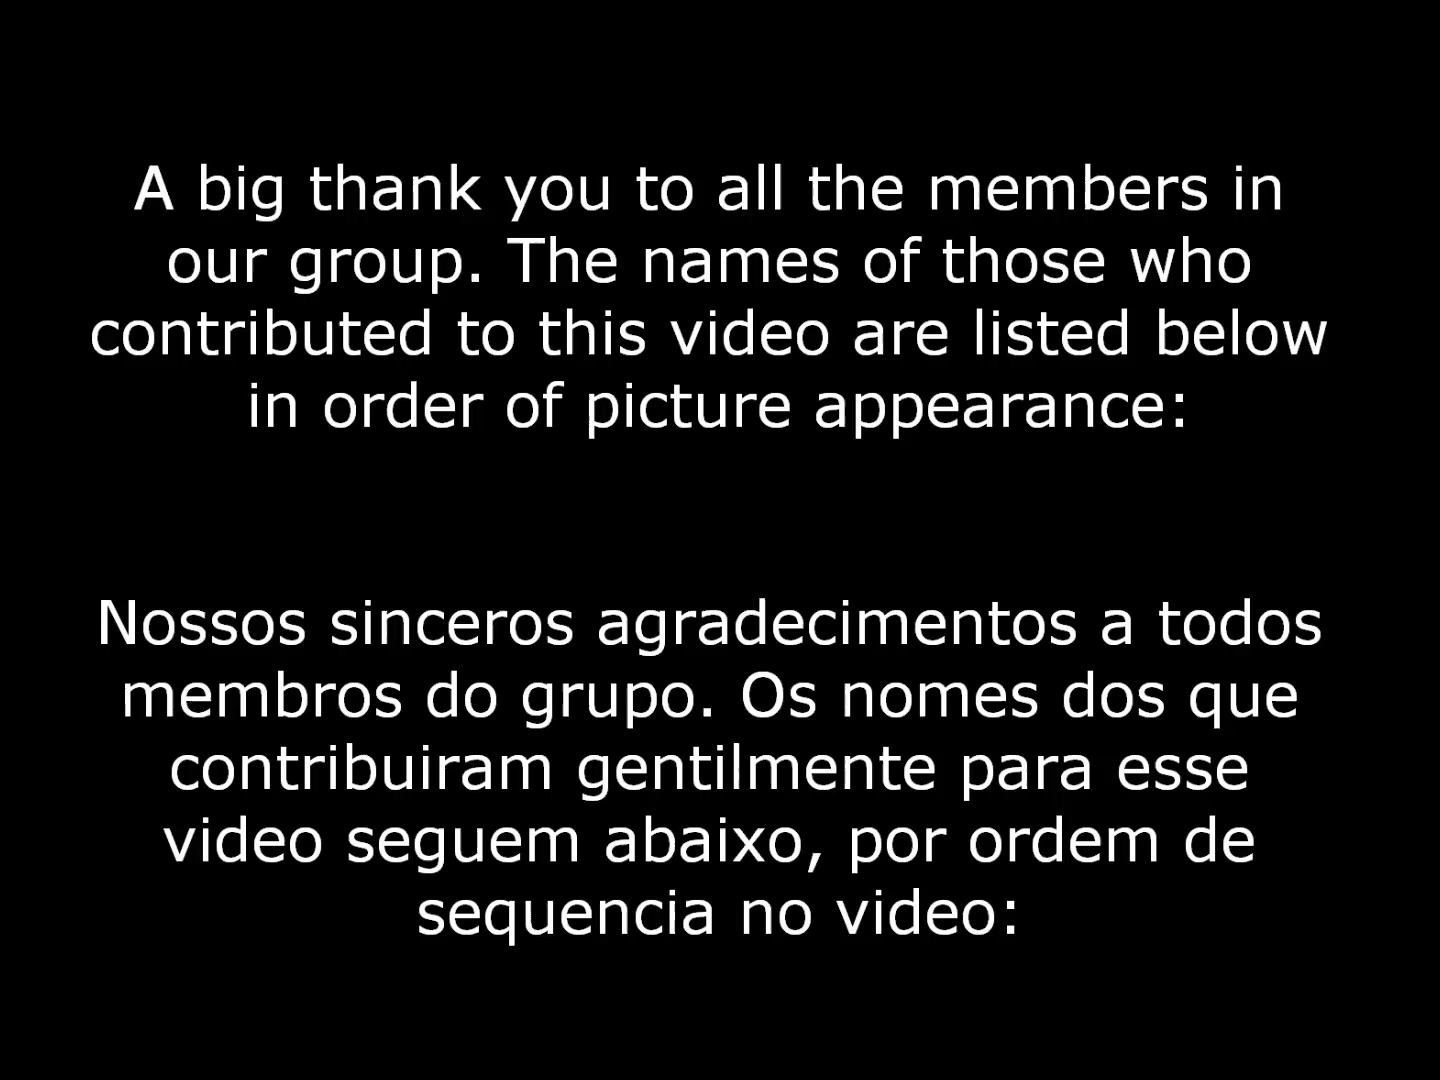 A big thank you to all the members in
our group. The names of those who
contributed to this video are listed below
in order of picture appearance:
Nossos sinceros agradecimentos a todos
membros do grupo. Os nomes dos que
contribuiram gentilmente para esse
video seguem abaixo, por ordem de
sequencia no video: